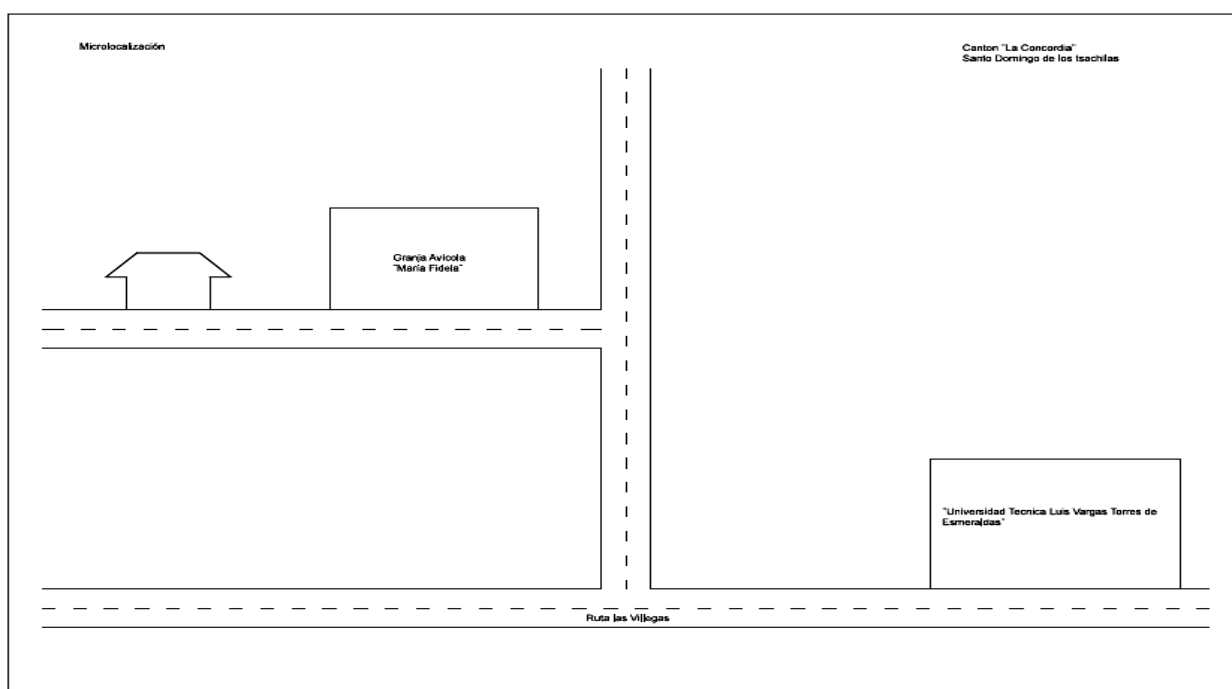 Microlocalización
Canton "La Concordia"
Santo Domingo de los tsachilas
Granja Avicola
"María Fidela"
"Universidad Tecnica Luis Vargas Torres de
Esmeraldas"
Ruta las Villegas